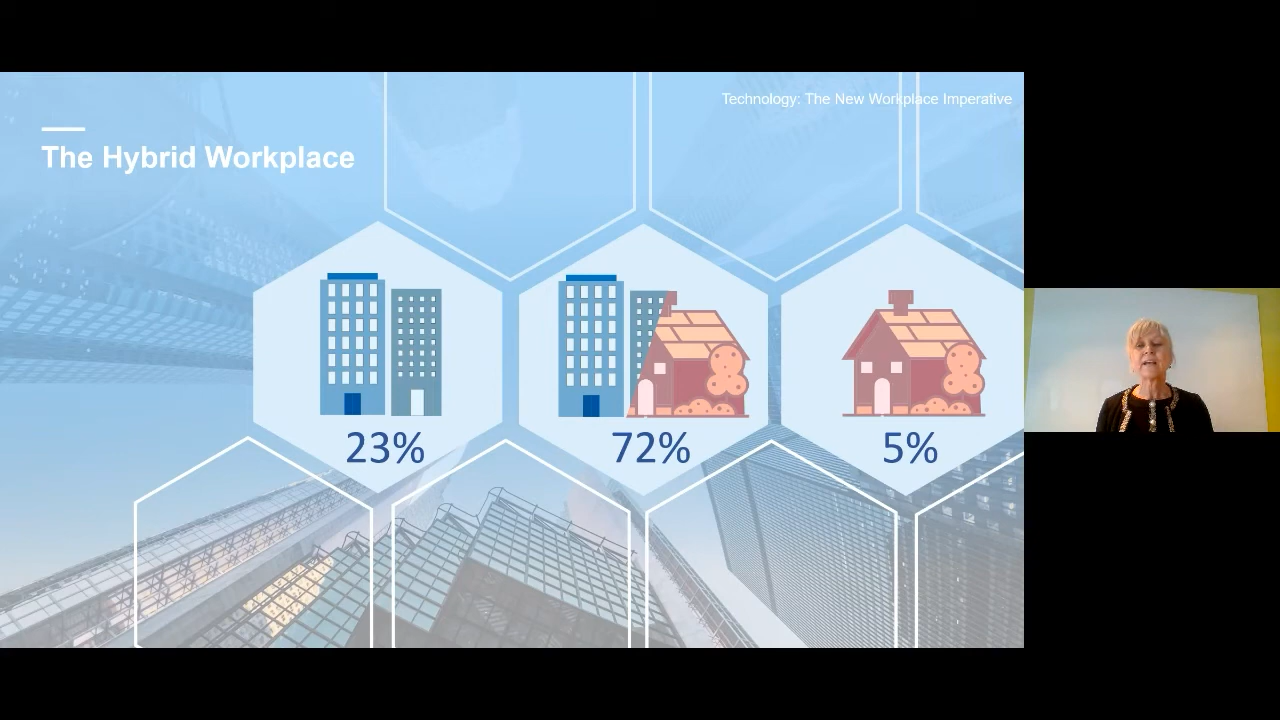 Technology: The New Workplace Imperative
The Hybrid Workplace
23%
72%
5%